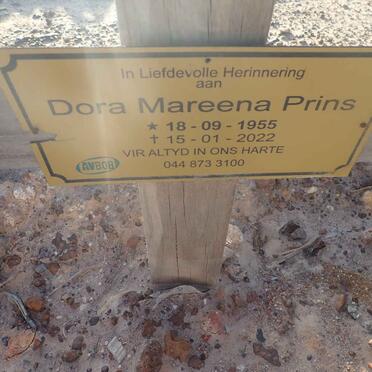 In Liefdevolle Herinnering
aan
Dora Mareena Prins
★ 18 - 09 - 1955
✝ 15 - 01 - 2022
VIR ALTYD IN ONS HARTE
AVBOB
044 873 3100